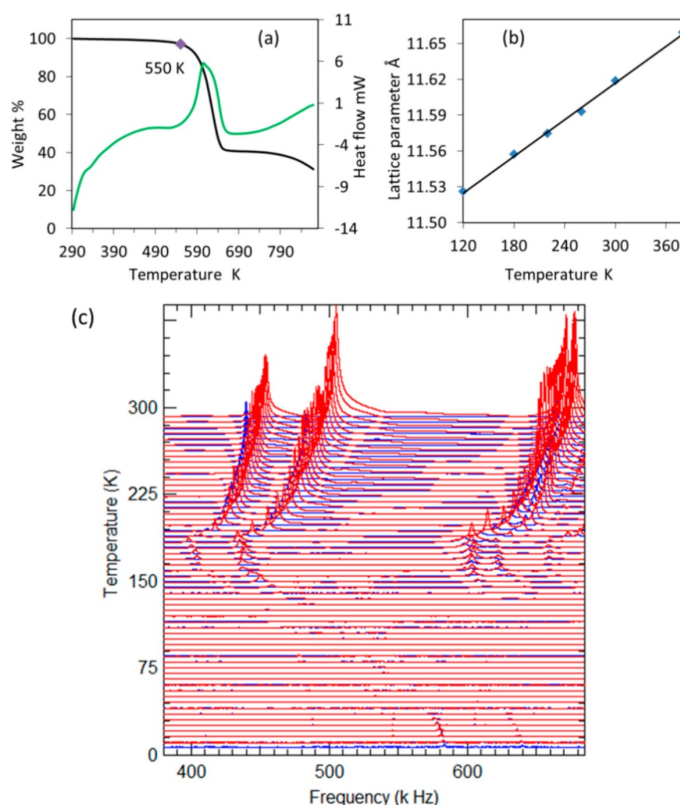 (a)
100
80
60
40
20
0
Weight %
550 K
11
6
1
-4
-9
-14
Heat flow mW
290 390 490 590 690 790
Temperature K
(b)
11.65
11.62
11.59
11.56
11.53
11.50
Lattice parameter Å
120 180 240 300 360
Temperature K
(c)
300
225
150
75
0
Temperature (K)
400 500 600
Frequency (k Hz)